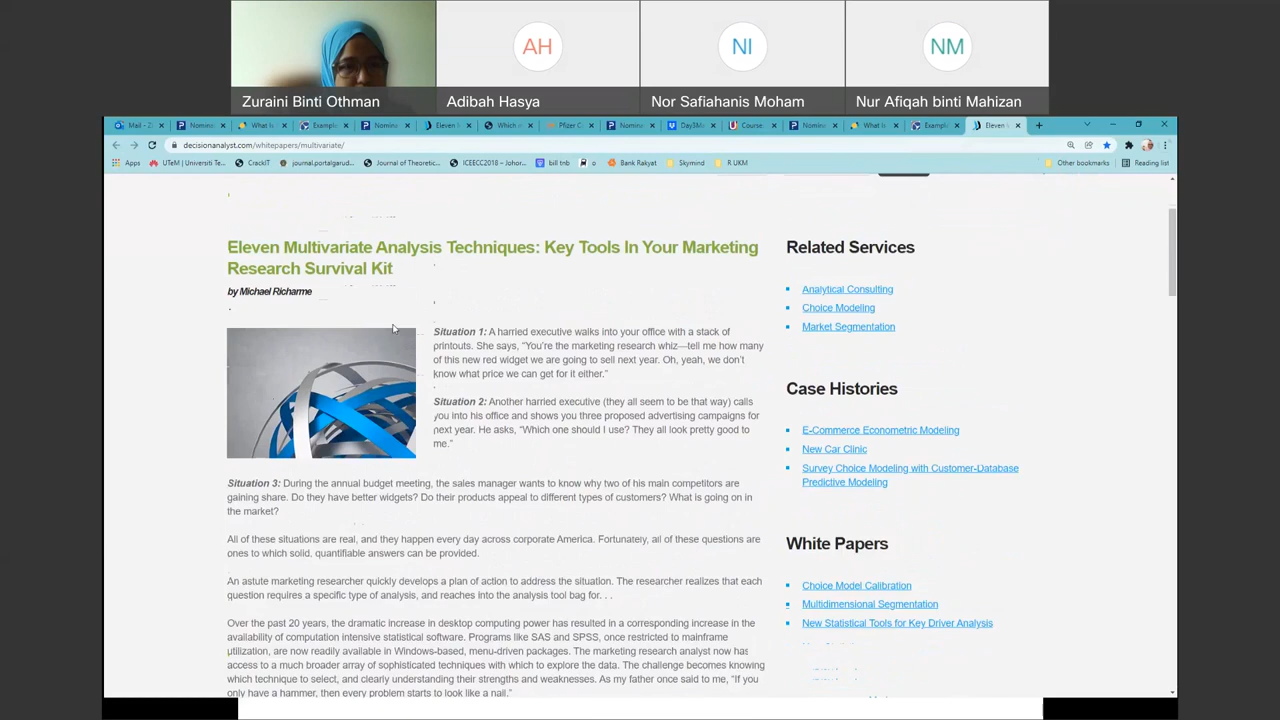 AH
NI
NM
Zuraini Binti Othman
Adibah Hasya
Nor Safiahanis Moham
Nur Afiqah binti Mahizan
Mail - Z
Nomina
What Is
Example
Nomina
Eleven M
Which
Pfizer C
Nomina
Day3M
Course:
Nomina
What Is
Example
Eleven M
decisionanalyst.com/whitepapers/multivariate/
Apps
UTeM | Universiti Te...
CrackIT
journal.portalgarud...
Journal of Theoretic...
ICEECC2018 - Johor...
bill tnb
o
Bank Rakyat
Skymind
R UKM
Other bookmarks
Reading list
Eleven Multivariate Analysis Techniques: Key Tools In Your Marketing
Research Survival Kit
by Michael Richarme
Situation 1: A harried executive walks into your office with a stack of
printouts. She says, “You're the marketing research whiz—tell me how many
of this new red widget we are going to sell next year. Oh, yeah, we don't
know what price we can get for it either.”
Situation 2: Another harried executive (they all seem to be that way) calls
you into his office and shows you three proposed advertising campaigns for
next year. He asks, “Which one should I use? They all look pretty good to
me.”
Situation 3: During the annual budget meeting, the sales manager wants to know why two of his main competitors are
gaining share. Do they have better widgets? Do their products appeal to different types of customers? What is going on in
the market?
All of these situations are real, and they happen every day across corporate America. Fortunately, all of these questions are
ones to which solid, quantifiable answers can be provided.
An astute marketing researcher quickly develops a plan of action to address the situation. The researcher realizes that each
question requires a specific type of analysis, and reaches into the analysis tool bag for. . .
Over the past 20 years, the dramatic increase in desktop computing power has resulted in a corresponding increase in the
availability of computation intensive statistical software. Programs like SAS and SPSS, once restricted to mainframe
utilization, are now readily available in Windows-based, menu-driven packages. The marketing research analyst now has
access to a much broader array of sophisticated techniques with which to explore the data. The challenge becomes knowing
which technique to select, and clearly understanding their strengths and weaknesses. As my father once said to me, “If you
only have a hammer, then every problem starts to look like a nail.”
Related Services
Analytical Consulting
Choice Modeling
Market Segmentation
Case Histories
E-Commerce Econometric Modeling
New Car Clinic
Survey Choice Modeling with Customer-Database
Predictive Modeling
White Papers
Choice Model Calibration
Multidimensional Segmentation
New Statistical Tools for Key Driver Analysis